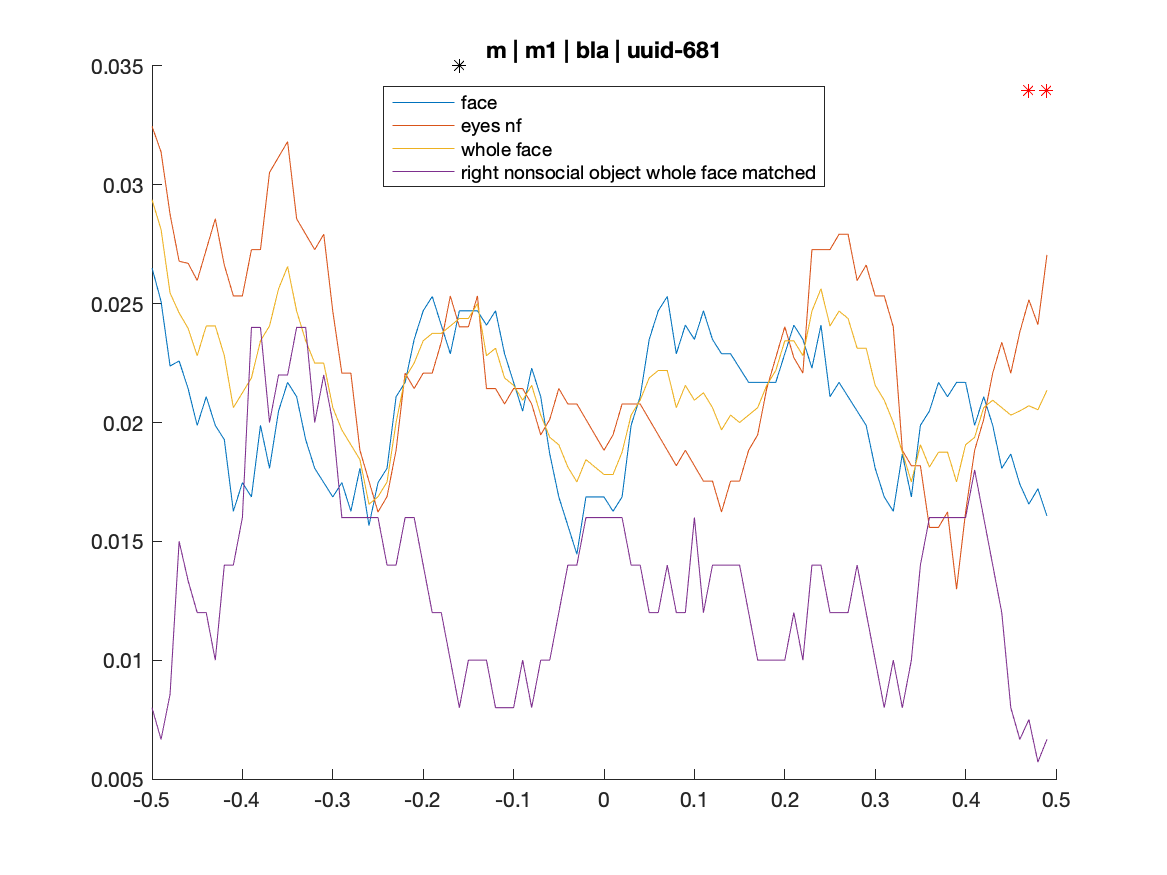 m | m1 | bla | uuid-681
face
eyes nf
whole face
right nonsocial object whole face matched
0.035
0.03
0.025
0.02
0.015
0.01
0.005
-0.5 -0.4 -0.3 -0.2 -0.1 0 0.1 0.2 0.3 0.4 0.5